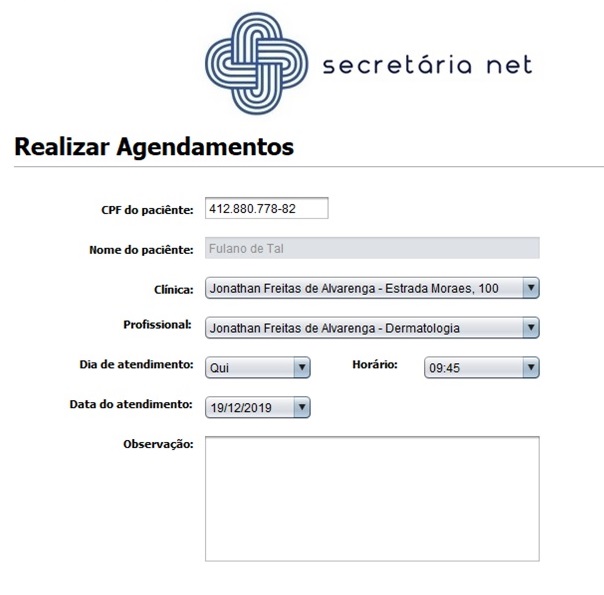 secretária net
Realizar Agendamentos
CPF do paciênte: 412.880.778-82
Nome do paciênte: Fulano de Tal
Clínica: Jonathan Freitas de Alvarenga - Estrada Moraes, 100
Profissional: Jonathan Freitas de Alvarenga - Dermatologia
Dia de atendimento: Qui Horário: 09:45
Data do atendimento: 19/12/2019
Observação: